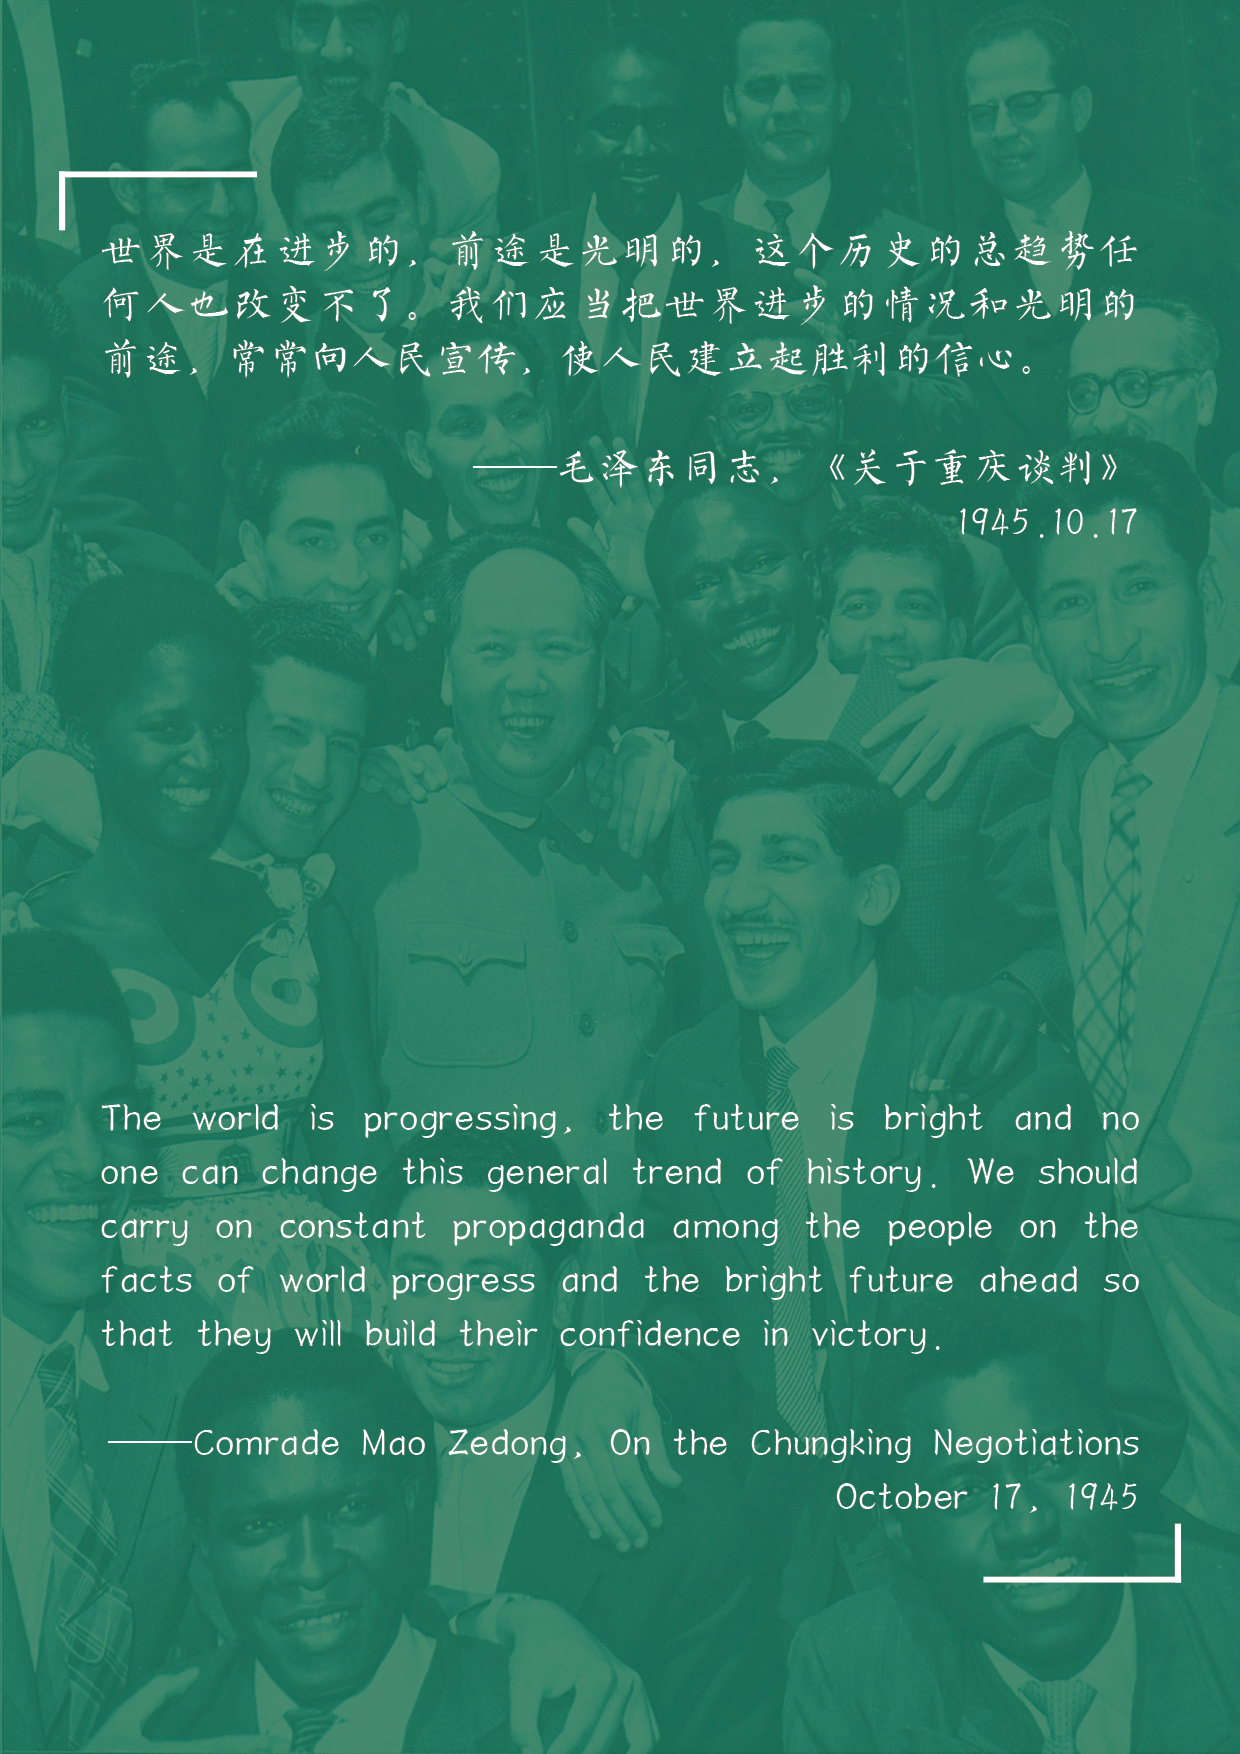 世界是在进步的，前途是光明的，这个历史的总趋势任
何人也改变不了。我们应当把世界进步的情况和光明的
前途，常常向人民宣传，使人民建立起胜利的信心。
——毛泽东同志，《关于重庆谈判》
1945.10.17
The world is progressing, the future is bright and no
one can change this general trend of history. We should
carry on constant propaganda among the people on the
facts of world progress and the bright future ahead so
that they will build their confidence in victory.
——Comrade Mao Zedong, On the Chungking Negotiations
October 17, 1945